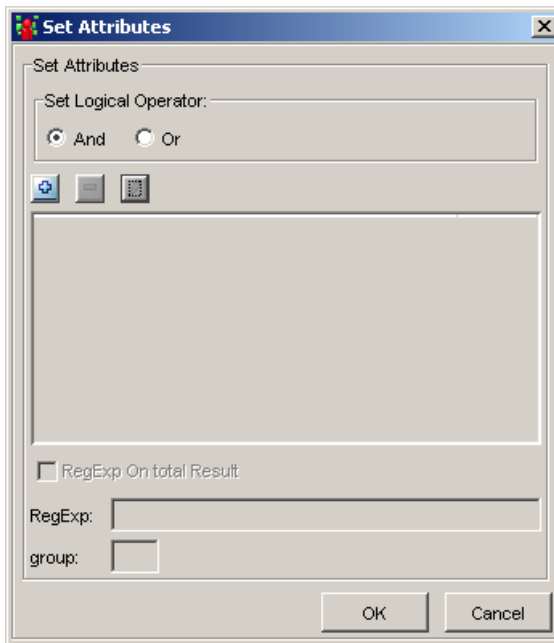 Set Attributes
Set Attributes
Set Logical Operator:
And Or
RegExp On total Result
RegExp:
group:
OK Cancel